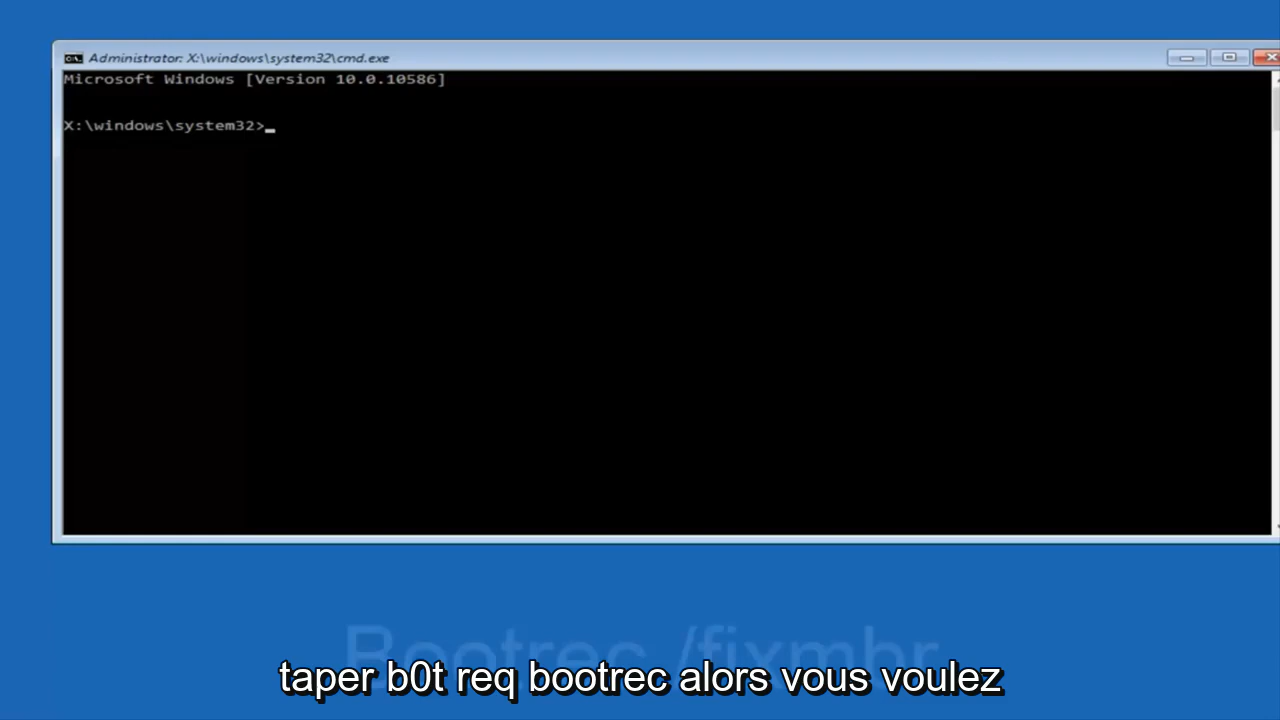 Administrator: X:\windows\system32\cmd.exe
Microsoft Windows [Version 10.0.10586]
X:\windows\system32>_
Bootrec /fixmbr
taper b0t req bootrec alors vous voulez